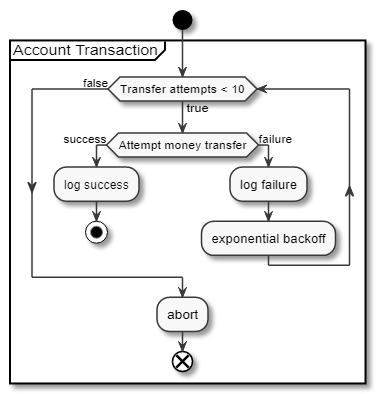 Account Transaction
false
Transfer attempts < 10
true
success
Attempt money transfer
failure
log success
log failure
exponential backoff
abort